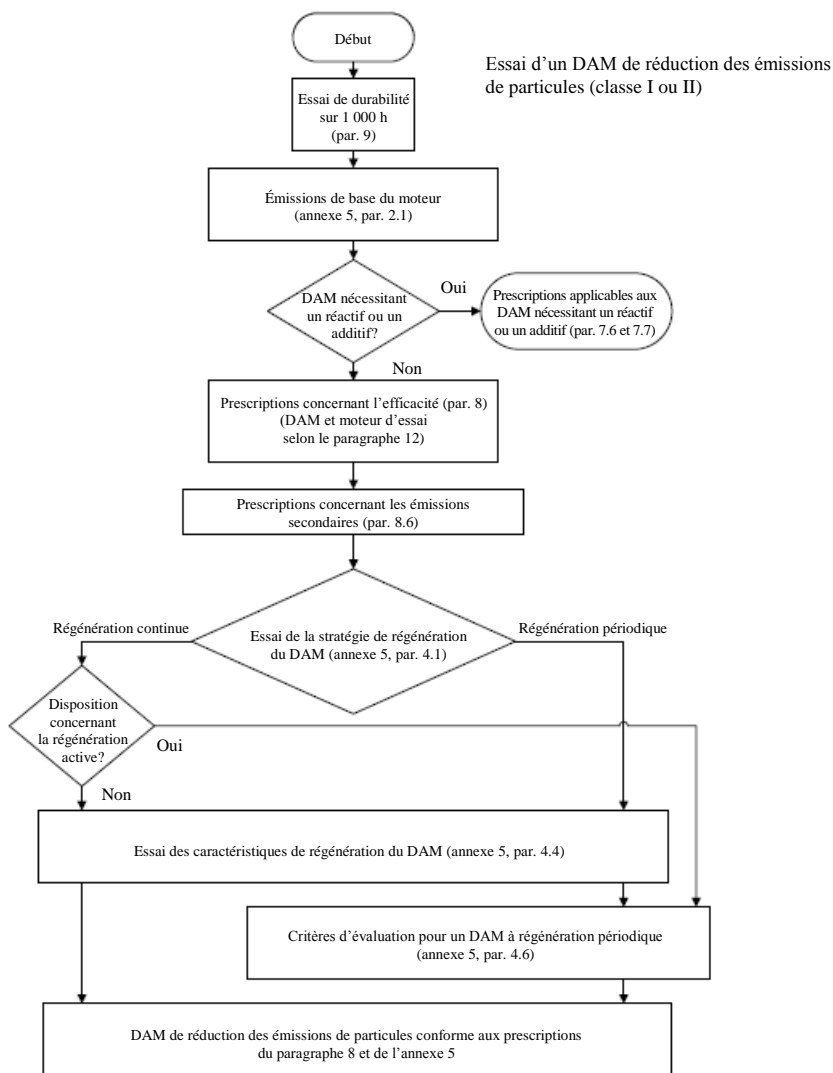 Début
Essai d’un DAM de réduction des émissions
de particules (classe I ou II)
Essai de durabilité
sur 1 000 h
(par. 9)
Émissions de base du moteur
(annexe 5, par. 2.1)
DAM nécessitant
un réactif ou un
additif?
Oui
Prescriptions applicables aux
DAM nécessitant un réactif
ou un additif (par. 7.6 et 7.7)
Non
Prescriptions concernant l’efficacité (par. 8)
(DAM et moteur d’essai
selon le paragraphe 12)
Prescriptions concernant les émissions
secondaires (par. 8.6)
Régénération continue
Essai de la stratégie de régénération
du DAM (annexe 5, par. 4.1)
Régénération périodique
Disposition
concernant
la régénération
active?
Oui
Non
Essai des caractéristiques de régénération du DAM (annexe 5, par. 4.4)
Critères d’évaluation pour un DAM à régénération périodique
(annexe 5, par. 4.6)
DAM de réduction des émissions de particules conforme aux prescriptions
du paragraphe 8 et de l’annexe 5